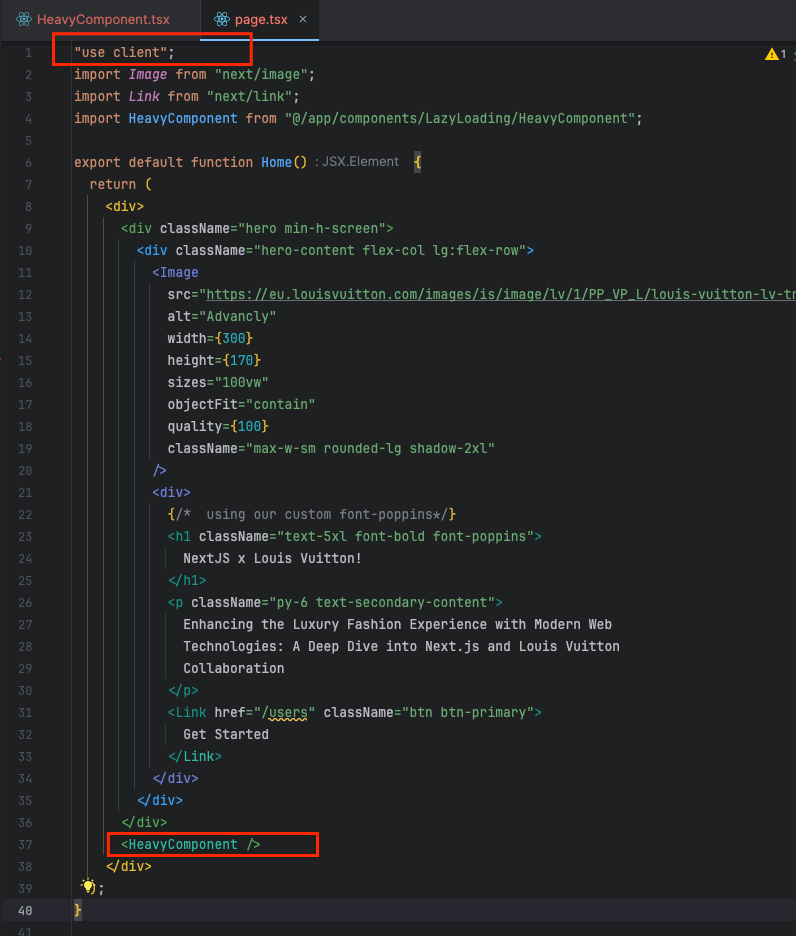 HeavyComponent.tsx page.tsx ×
1 "use client"; 1
2 import Image from "next/image";
3 import Link from "next/link";
4 import HeavyComponent from "@/app/components/LazyLoading/HeavyComponent";
5
6 export default function Home() : JSX.Element {
7 return (
8 <div>
9 <div className="hero min-h-screen">
10 <div className="hero-content flex-col lg:flex-row">
11 <Image
12 src="https://eu.louisvuitton.com/images/is/image/lv/1/PP_VP_L/louis-vuitton-lv-tr
13 alt="Advancly"
14 width={300}
15 height={170}
16 sizes="100vw"
17 objectFit="contain"
18 quality={100}
19 className="max-w-sm rounded-lg shadow-2xl"
20 />
21 <div>
22 {/*  using our custom font-poppins*/}
23 <h1 className="text-5xl font-bold font-poppins">
24 NextJS x Louis Vuitton!
25 </h1>
26 <p className="py-6 text-secondary-content">
27 Enhancing the Luxury Fashion Experience with Modern Web
28 Technologies: A Deep Dive into Next.js and Louis Vuitton
29 Collaboration
30 </p>
31 <Link href="/users" className="btn btn-primary">
32 Get Started
33 </Link>
34 </div>
35 </div>
36 </div>
37 <HeavyComponent />
38 </div>
39 );
40 }
41